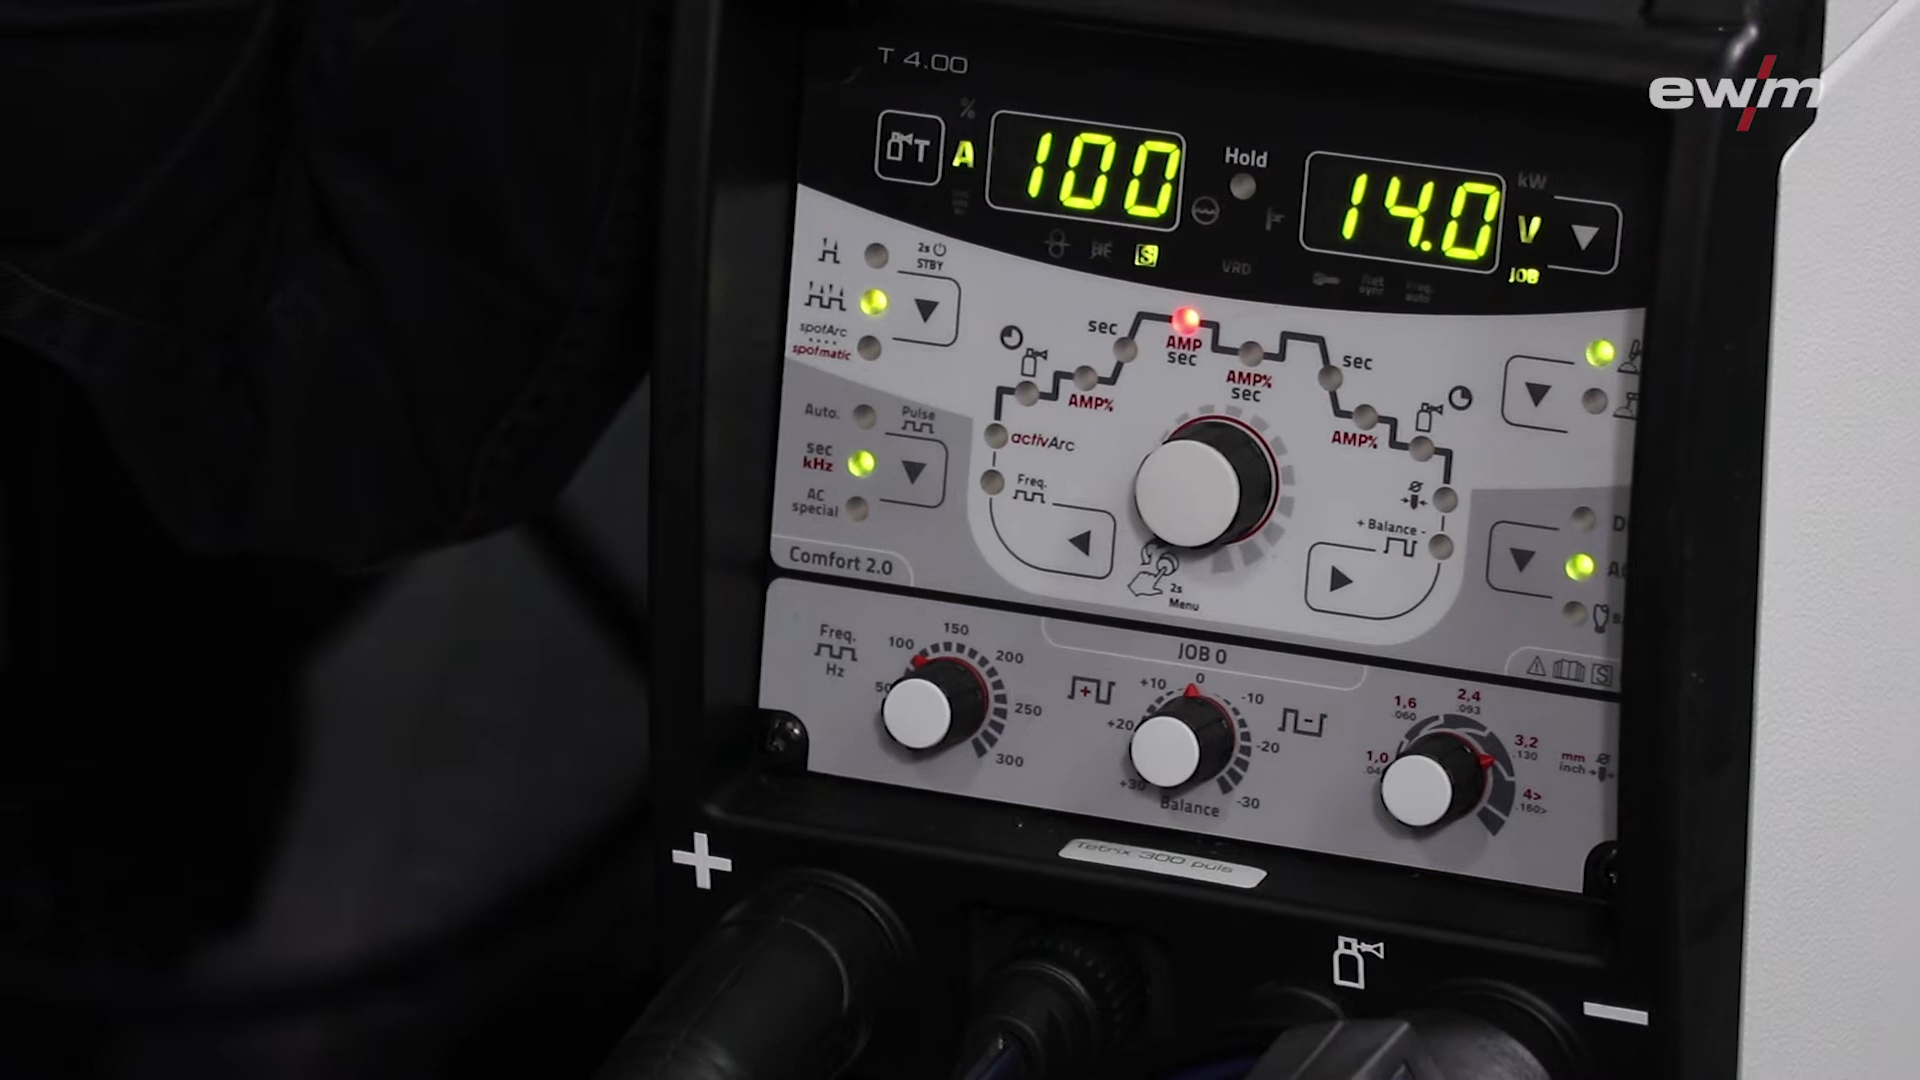 T 4.00
ewm
%
T
A
100
Hold
14.0
kW
V
VRD
JOB
2s
STBY
spotArc
spotmatic
sec
AMP
sec
AMP%
sec
sec
AMP%
AMP%
activArc
Auto.
Pulse
sec
kHz
AC
special
Freq.
+ Balance -
2s
Menu
Comfort 2.0
JOB 0
Freq.
Hz
50
100
150
200
250
300
+30
+20
+10
0
-10
-20
-30
Balance
1,0
1,6
.060
2,4
.093
3,2
.130
4>
.160>
mm
inch
S
Tetrix 300 puls
+
−